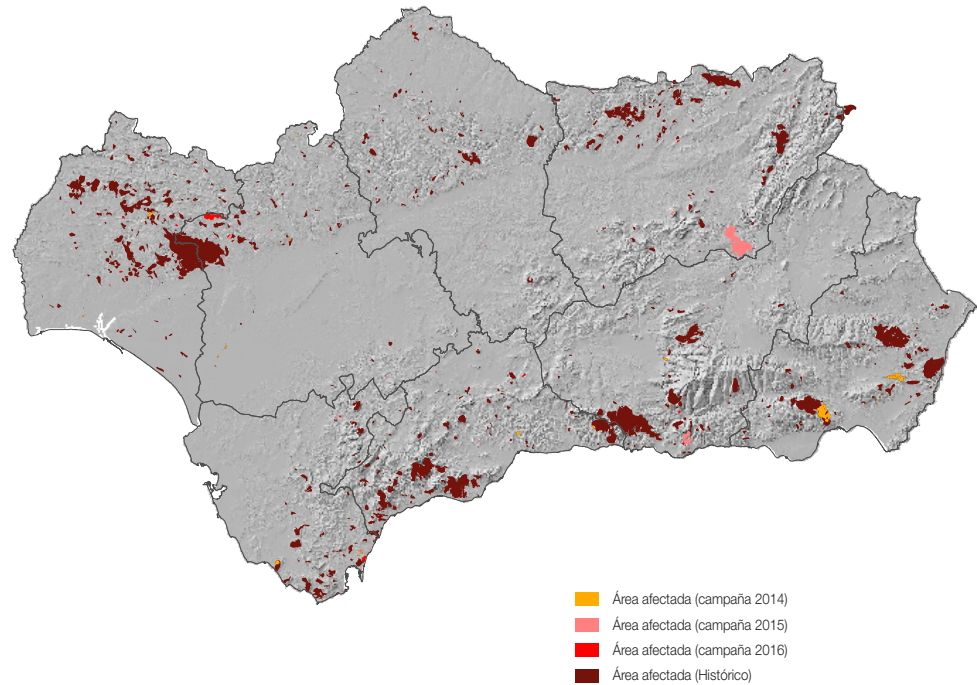 Área afectada (campaña 2014)
Área afectada (campaña 2015)
Área afectada (campaña 2016)
Área afectada (Histórico)